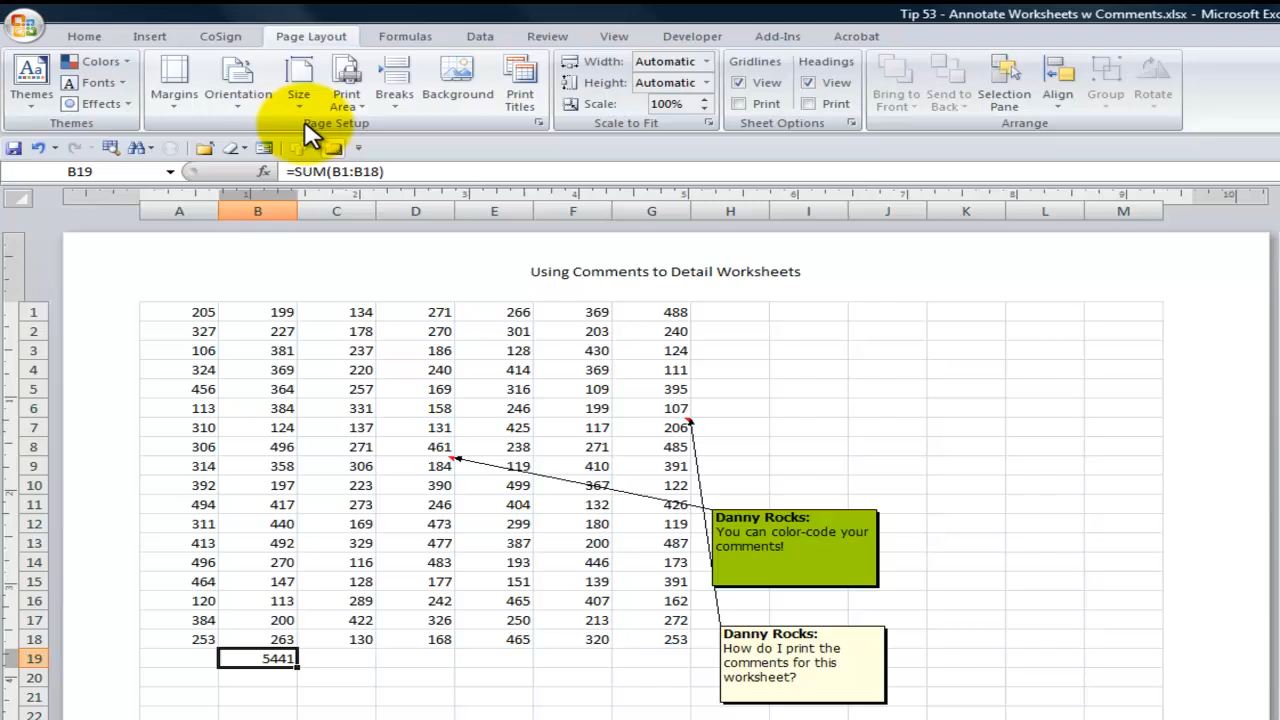 Tip 53 - Annotate Worksheets w Comments.xlsx - Microsoft Exc
Home Insert CoSign Page Layout Formulas Data Review View Developer Add-Ins Acrobat
Themes Colors Fonts Effects
Margins Orientation Size Print Area Breaks Background Print Titles
Width: Automatic
Height: Automatic
Scale: 100%
Gridlines Headings
View View
Print Print
Bring to Front Send to Back Selection Pane Align Group Rotate
Themes Page Setup Scale to Fit Sheet Options Arrange
B19 fx =SUM(B1:B18)
1 2 3 4 5 6 7 8 9 10
A B C D E F G H I J K L M
Using Comments to Detail Worksheets
1 205 199 134 271 266 369 488
2 327 227 178 270 301 203 240
3 106 381 237 186 128 430 124
4 324 369 220 240 414 369 111
5 456 364 257 169 316 109 395
6 113 384 331 158 246 199 107
7 310 124 137 131 425 117 206
8 306 496 271 461 238 271 485
9 314 358 306 184 119 410 391
10 392 197 223 390 499 367 122
11 494 417 273 246 404 132 426
12 311 440 169 473 299 180 119
13 413 492 329 477 387 200 487
14 496 270 116 483 193 446 173
15 464 147 128 177 151 139 391
16 120 113 289 242 465 407 162
17 384 200 422 326 250 213 272
18 253 263 130 168 465 320 253
19 5441
20
21
22
Danny Rocks:
You can color-code your
comments!
Danny Rocks:
How do I print the
comments for this
worksheet?